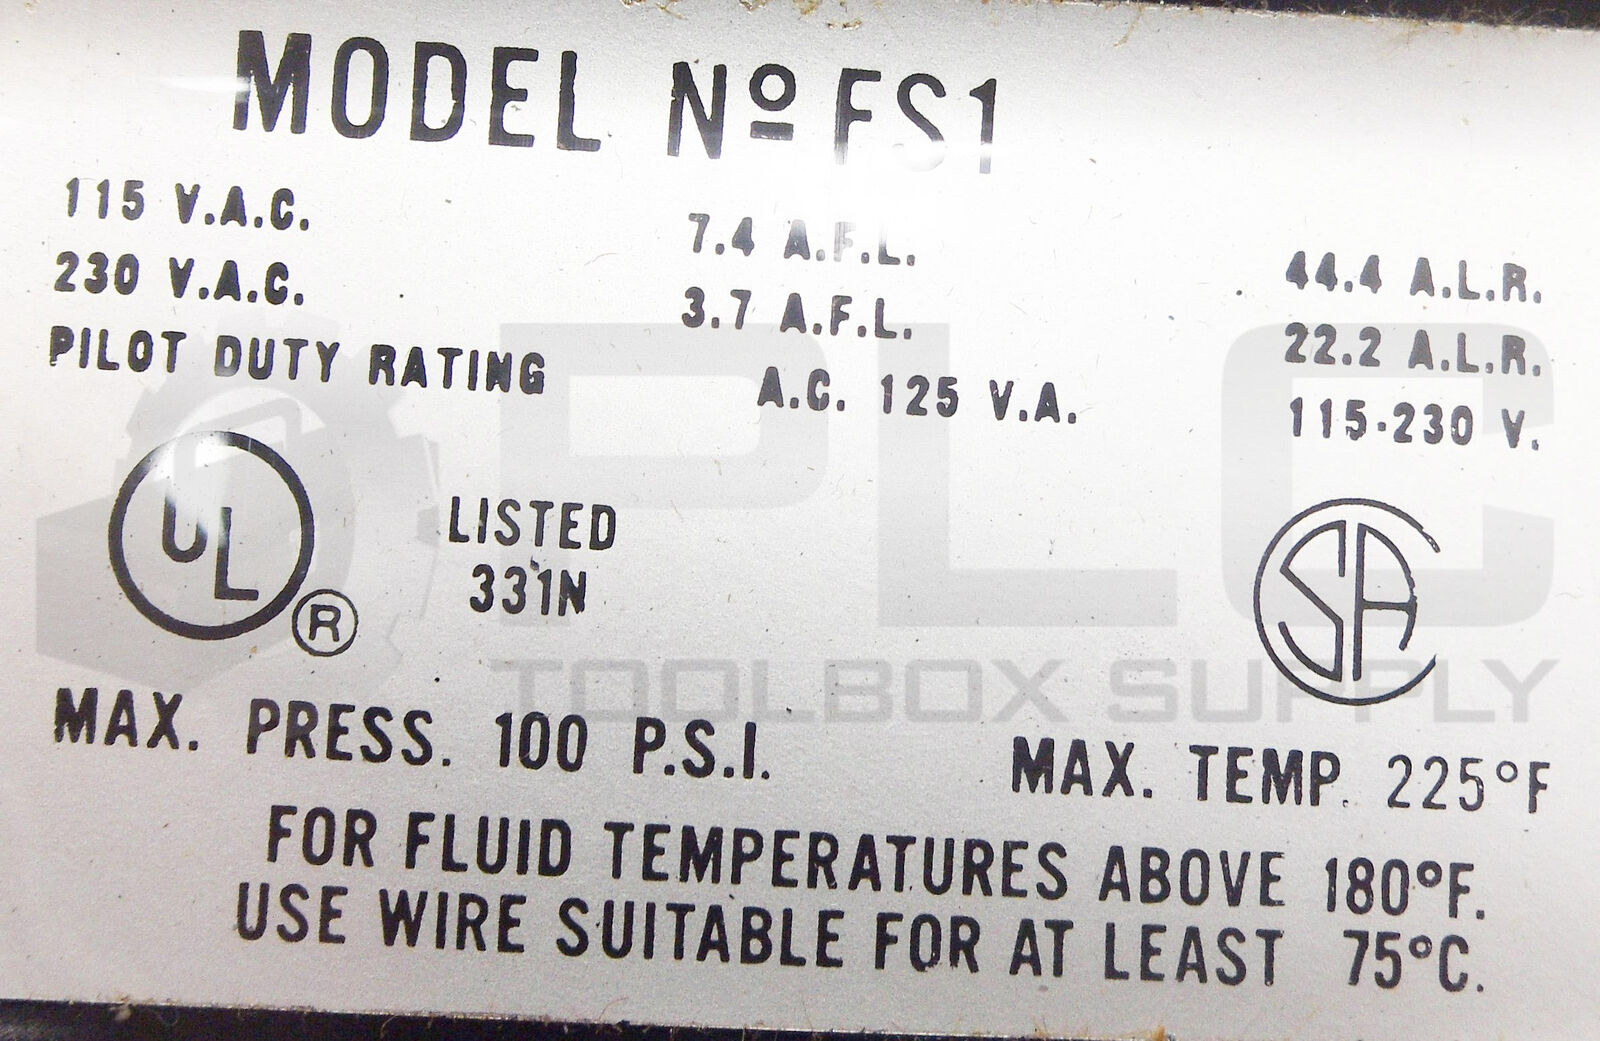 MODEL Nº FS1
115 V.A.C. 7.4 A.F.L. 44.4 A.L.R.
230 V.A.C. 3.7 A.F.L. 22.2 A.L.R.
PILOT DUTY RATING A.C. 125 V.A. 115-230 V.
UL ® LISTED SA
331N
PLC
TOOLBOX SUPPLY
MAX. PRESS. 100 P.S.I. MAX. TEMP. 225°F
FOR FLUID TEMPERATURES ABOVE 180°F.
USE WIRE SUITABLE FOR AT LEAST 75°C.